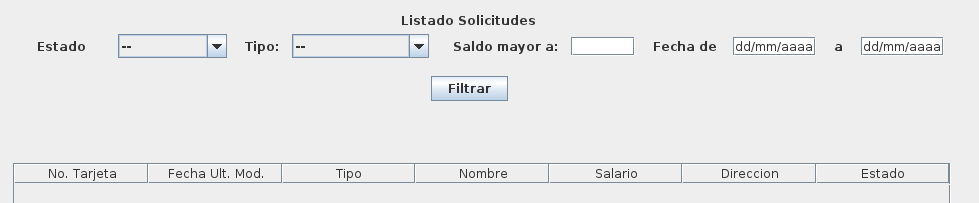 Listado Solicitudes
Estado -- Tipo: -- Saldo mayor a: Fecha de dd/mm/aaaa a dd/mm/aaaa
Filtrar
No. Tarjeta Fecha Ult. Mod. Tipo Nombre Salario Direccion Estado